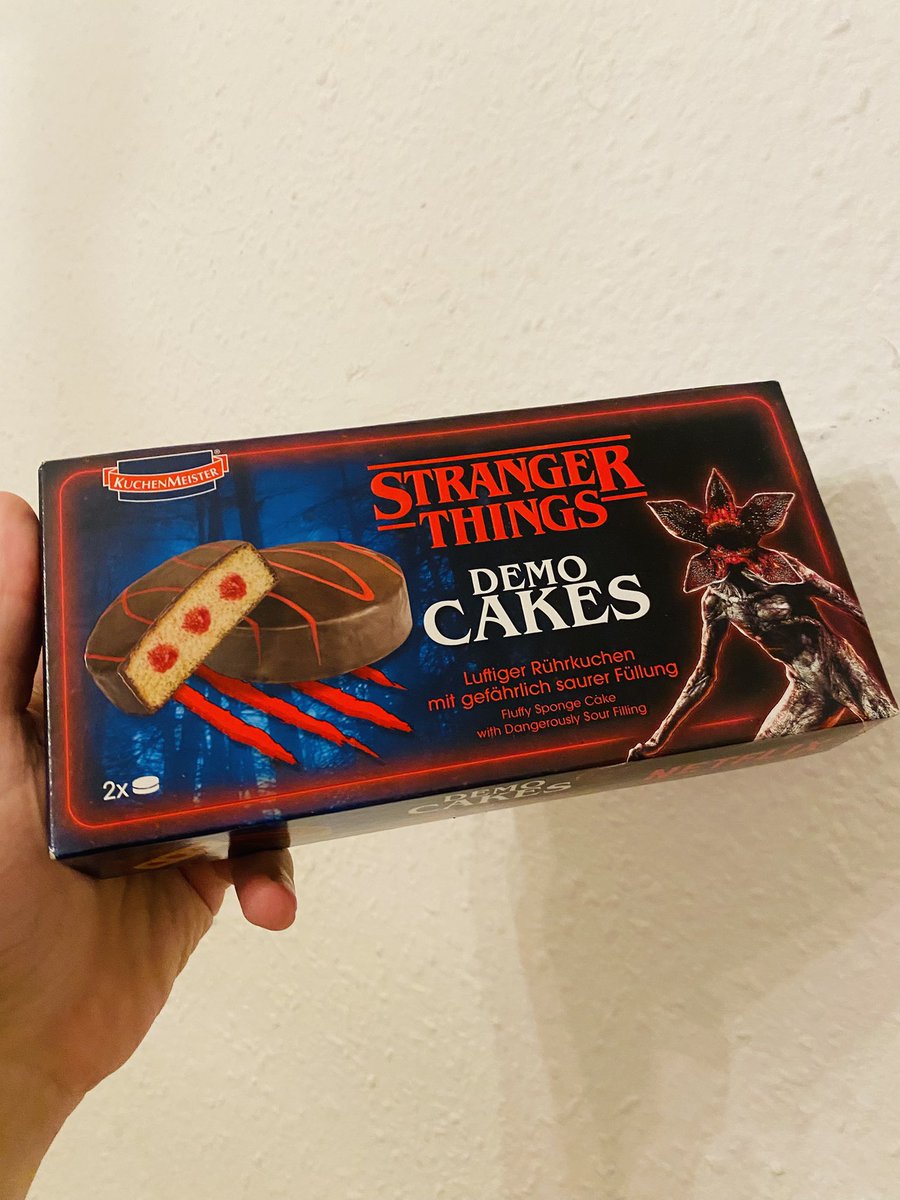 KUCHENMEISTER®
STRANGER
THINGS
DEMO
CAKES
Luftiger Rührkuchen
mit gefährlich saurer Füllung
Fluffy Sponge Cake
with Dangerously Sour Filling
2x
DEMO
CAKES
NETFLIX